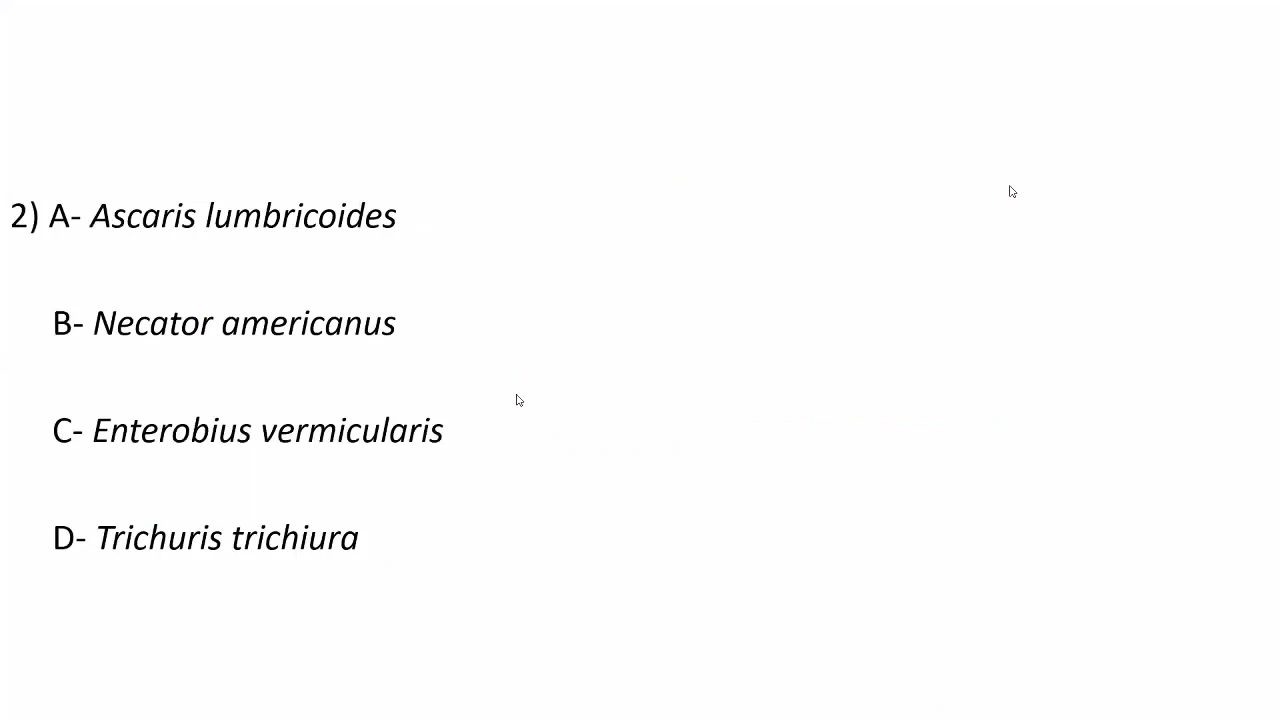 2) A- Ascaris lumbricoides
B- Necator americanus
C- Enterobius vermicularis
D- Trichuris trichiura